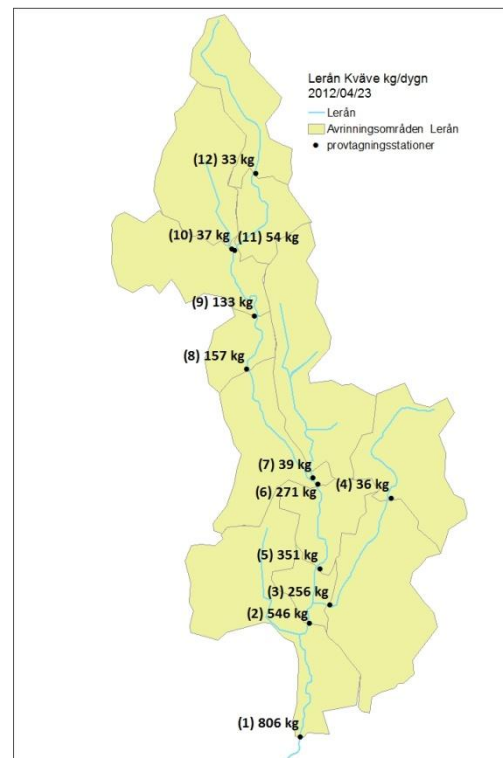 Lerån Kväve kg/dygn
2012/04/23
Lerån
Avrinningsområden Lerån
provtagningsstationer
(12) 33 kg
(10) 37 kg
(11) 54 kg
(9) 133 kg
(8) 157 kg
(7) 39 kg
(4) 36 kg
(6) 271 kg
(5) 351 kg
(3) 256 kg
(2) 546 kg
(1) 806 kg